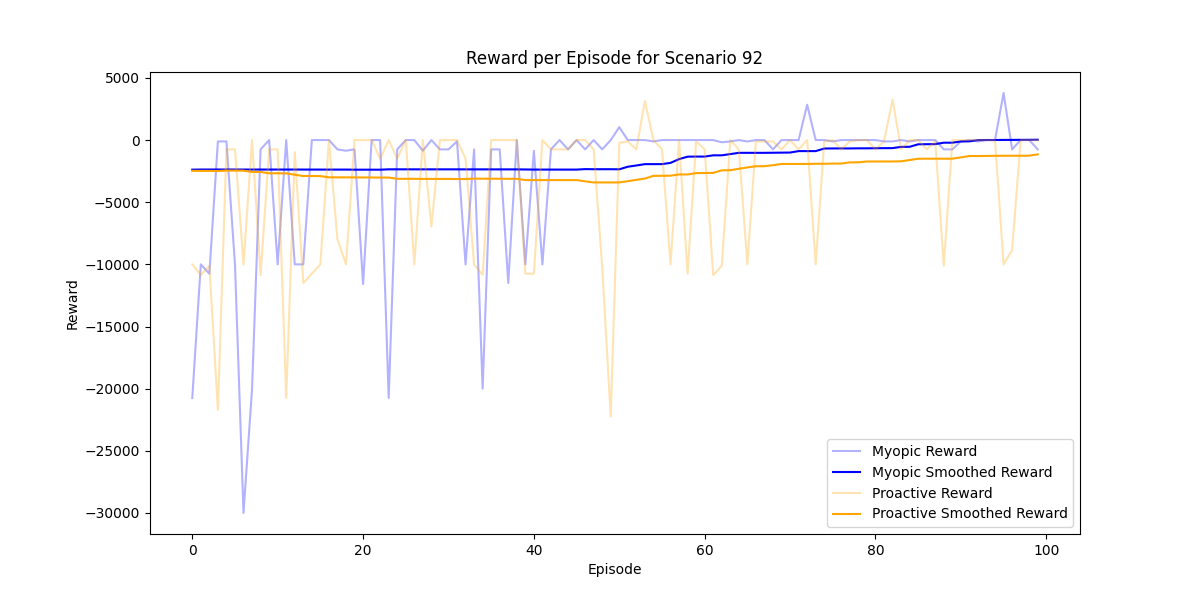 Reward per Episode for Scenario 92
5000
0
−5000
−10000
−15000
−20000
−25000
−30000
Reward
0
20
40
60
80
100
Episode
Myopic Reward
Myopic Smoothed Reward
Proactive Reward
Proactive Smoothed Reward